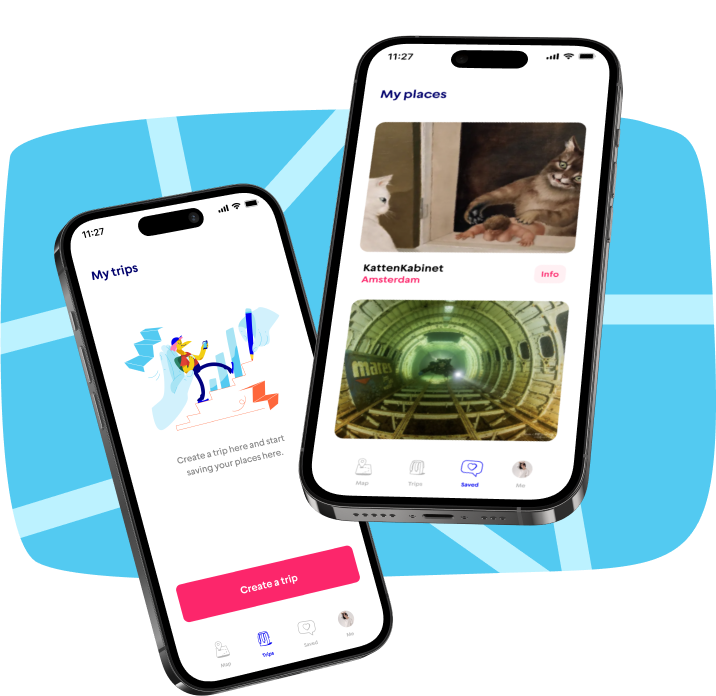 11:27
My trips
Create a trip here and start
saving your places here.
Create a trip
Map
Trips
Saved
Me
11:27
My places
KattenKabinet
Amsterdam
Info
mares
Map
Trips
Saved
Me